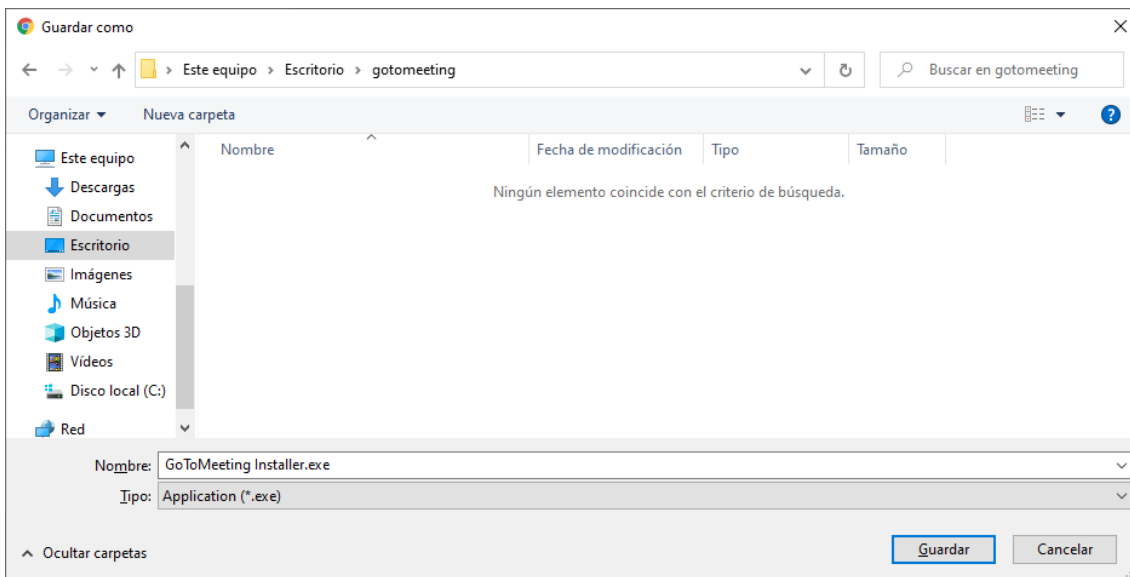 Guardar como
Este equipo > Escritorio > gotomeeting
Buscar en gotomeeting
Organizar
Nueva carpeta
Nombre
Fecha de modificación
Tipo
Tamaño
Ningún elemento coincide con el criterio de búsqueda.
Este equipo
Descargas
Documentos
Escritorio
Imágenes
Música
Objetos 3D
Vídeos
Disco local (C:)
Red
Nombre: GoToMeeting Installer.exe
Tipo: Application (*.exe)
Ocultar carpetas
Guardar
Cancelar